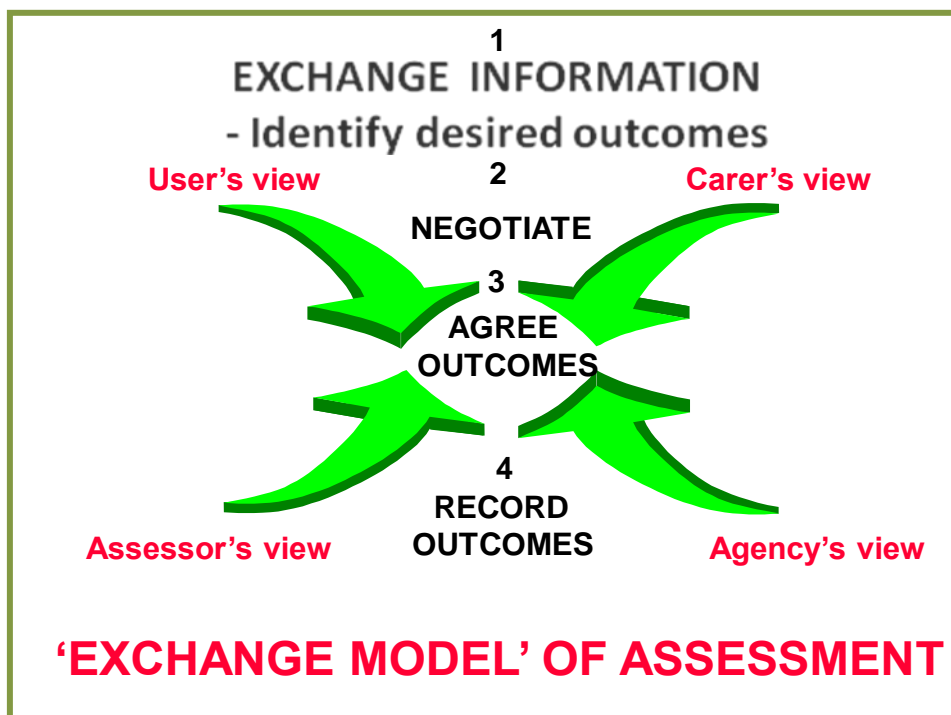 1
EXCHANGE INFORMATION
- Identify desired outcomes
User’s view
2
Carer’s view
NEGOTIATE
3
AGREE
OUTCOMES
4
RECORD
OUTCOMES
Assessor’s view
Agency’s view
‘EXCHANGE MODEL’ OF ASSESSMENT